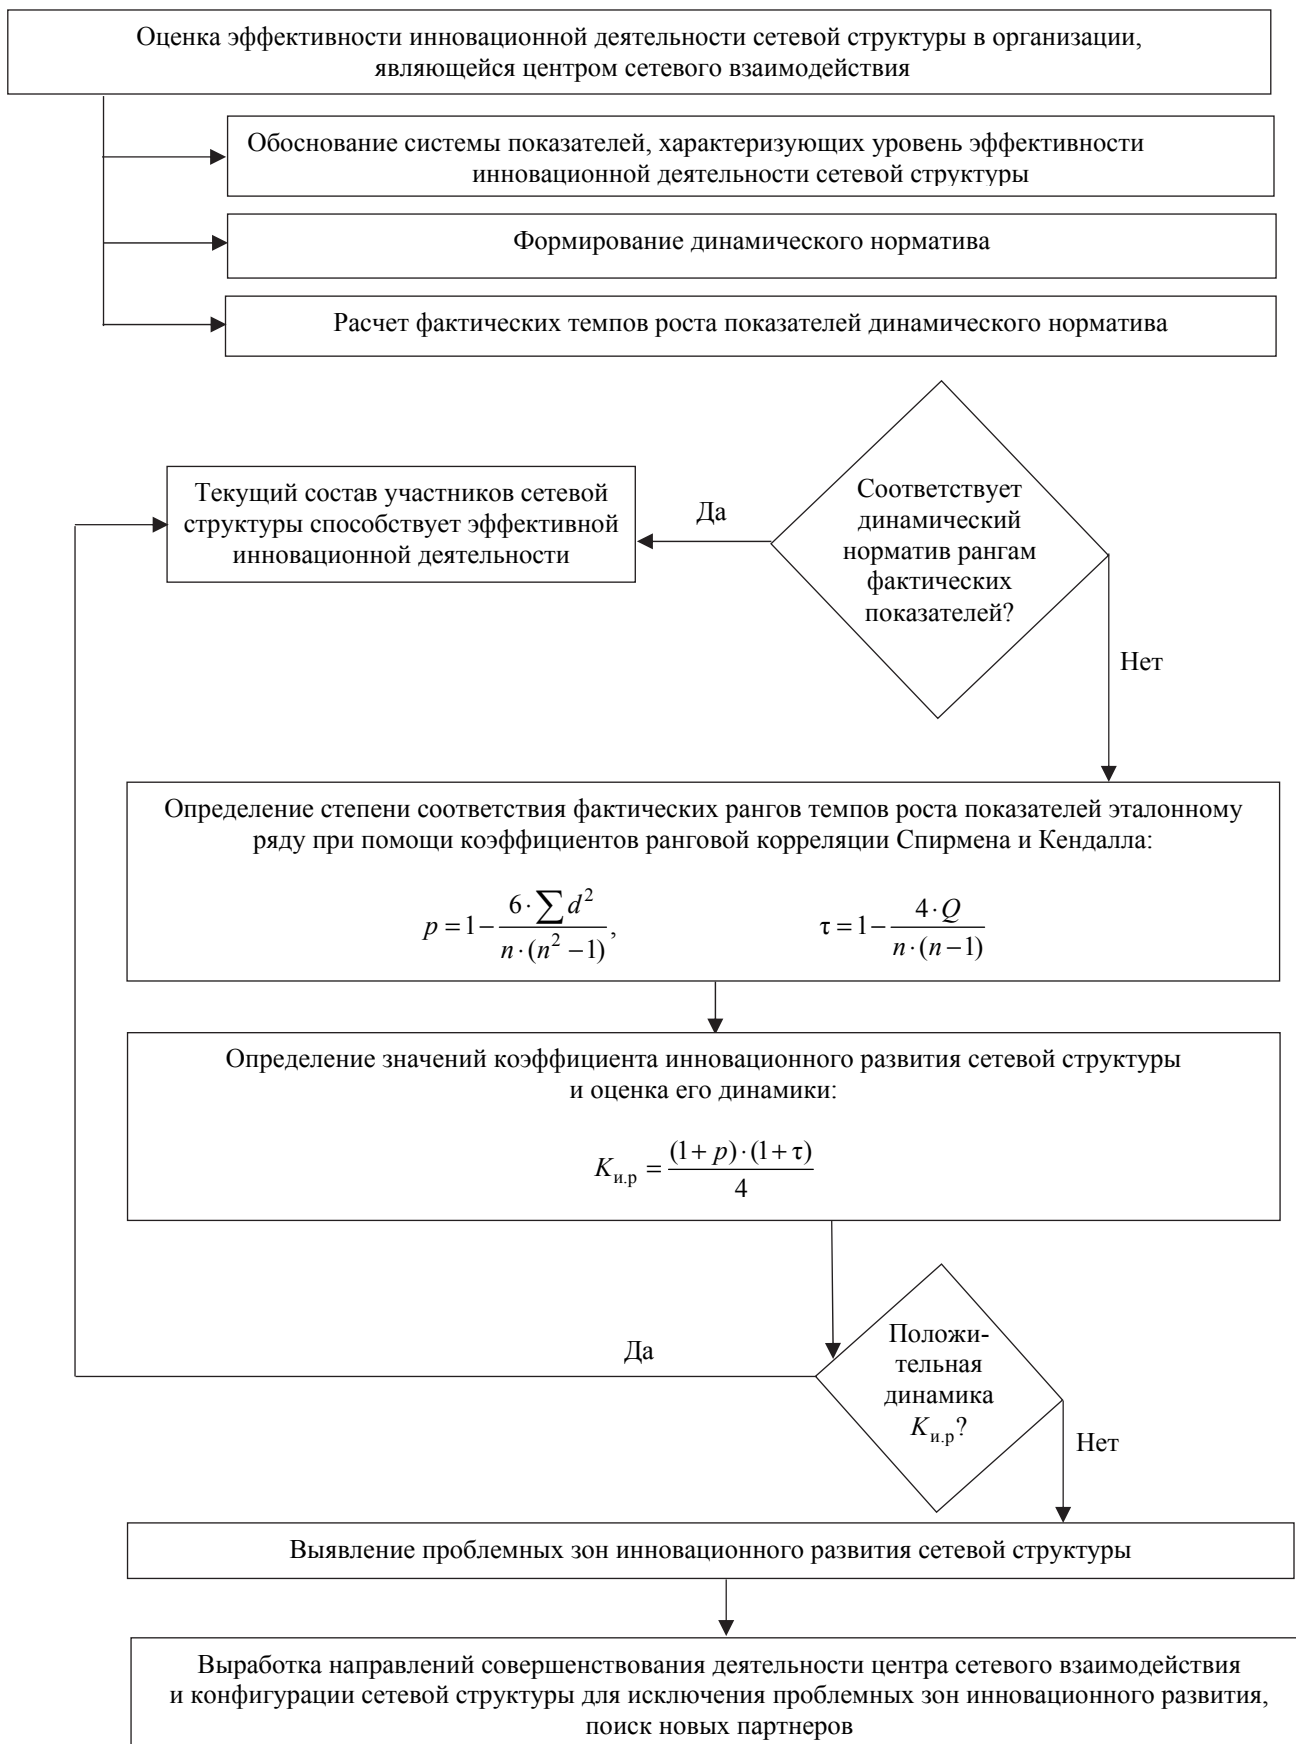 Оценка эффективности инновационной деятельности сетевой структуры в организации,
являющейся центром сетевого взаимодействия
Обоснование системы показателей, характеризующих уровень эффективности
инновационной деятельности сетевой структуры
Формирование динамического норматива
Расчет фактических темпов роста показателей динамического норматива
Текущий состав участников сетевой
структуры способствует эффективной
инновационной деятельности
Да
Соответствует
динамический
норматив рангам
фактических
показателей?
Нет
Определение степени соответствия фактических рангов темпов роста показателей эталонному
ряду при помощи коэффициентов ранговой корреляции Спирмена и Кендалла:
p = 1 − (6 · ∑ d²) / (n · (n² − 1)), τ = 1 − (4 · Q) / (n · (n − 1))
Определение значений коэффициента инновационного развития сетевой структуры
и оценка его динамики:
K и.р = ((1 + p) · (1 + τ)) / 4
Да
Положи-
тельная
динамика
K и.р?
Нет
Выявление проблемных зон инновационного развития сетевой структуры
Выработка направлений совершенствования деятельности центра сетевого взаимодействия
и конфигурации сетевой структуры для исключения проблемных зон инновационного развития,
поиск новых партнеров